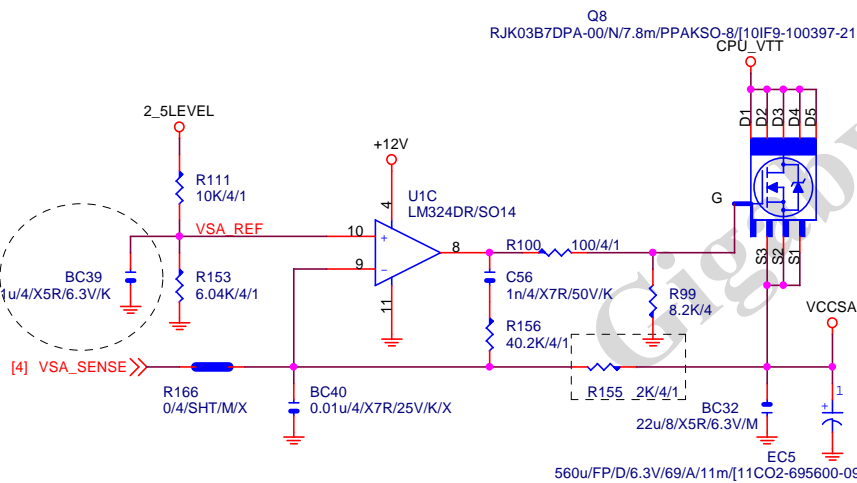 Q8
RJK03B7DPA-00/N/7.8m/PPAKSO-8/[10IF9-100397-21
CPU_VTT
2_5LEVEL
D1
D2
D3
D4
D5
+12V
R111
10K/4/1
4
U1C
LM324DR/SO14
G
VSA_REF
10
+
8
R100
100/4/1
9
-
S3
S2
S1
BC39
1u/4/X5R/6.3V/K
R153
6.04K/4/1
C56
1n/4/X7R/50V/K
R99
8.2K/4
11
VCCSA
R156
40.2K/4/1
[4]
VSA_SENSE
R166
0/4/SHT/M/X
BC40
0.01u/4/X7R/25V/K/X
R155
2K/4/1
BC32
22u/8/X5R/6.3V/M
1
+
EC5
560u/FP/D/6.3V/69/A/11m/[11CO2-695600-09